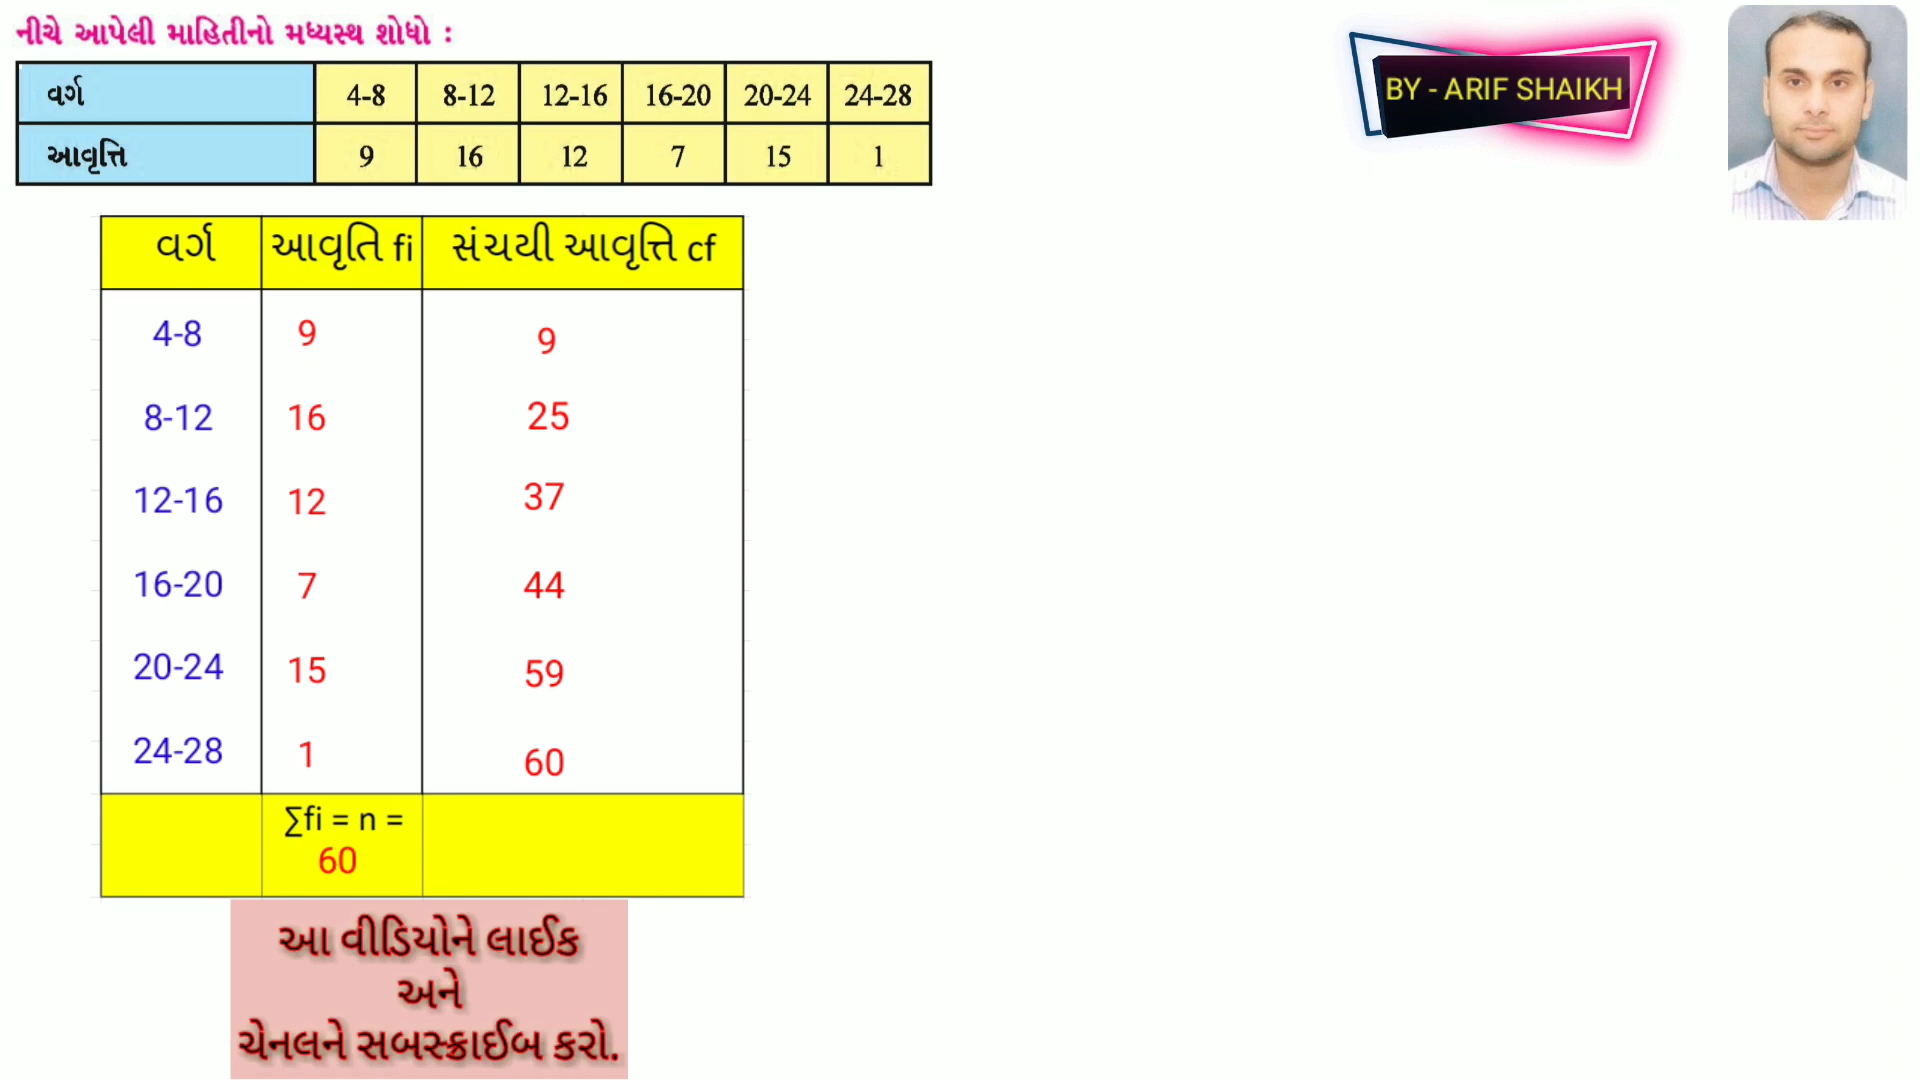 નીચે આપેલી માહિતીનો મધ્યસ્થ શોધો :
વર્ગ 4-8 8-12 12-16 16-20 20-24 24-28
આવૃત્તિ 9 16 12 7 15 1
BY - ARIF SHAIKH
વર્ગ આવૃતિ fi સંચયી આવૃત્તિ cf
4-8 9 9
8-12 16 25
12-16 12 37
16-20 7 44
20-24 15 59
24-28 1 60
∑fi = n =
60
આ વીડિયોને લાઈક
અને
ચેનલને સબસ્ક્રાઈબ કરો.